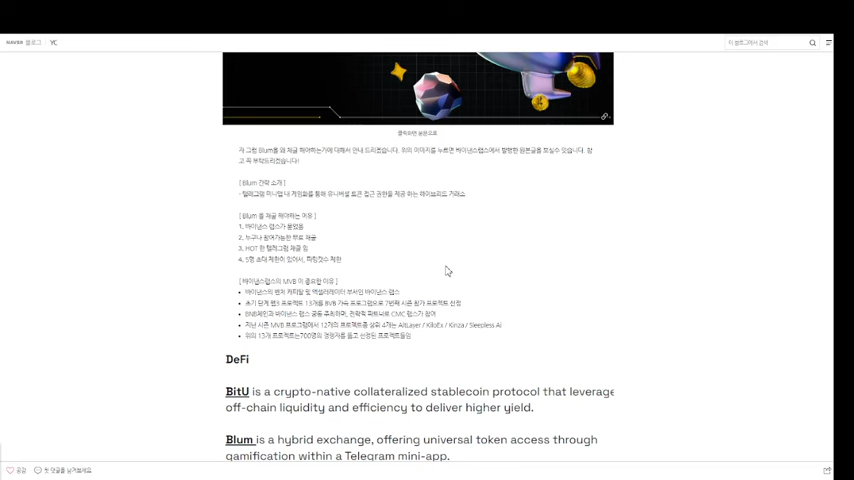 NAVER 블로그 | YC
이 블로그에서 검색
클릭하면 본문으로
자 그럼 Blum을 왜 채굴 해야하는가에 대해서 안내 드리겠습니다. 위의 이미지를 누르면 바이낸스랩스에서 발행한 원본글을 보실수 있습니다. 참
고 꼭 부탁드리겠습니다!
[ Blum 간략 소개 ]
- 텔레그램 미니앱 내 게임화를 통해 유니버셜 토큰 접근 권한을 제공 하는 하이브리드 거래소
[ Blum 를 채굴 해야하는 이유 ]
1. 바이낸스 랩스가 품었음
2. 누구나 참여가능한 무료 채굴
3. HOT 한 텔레그램 채굴 임
4. 5명 초대 제한이 있어서, 파밍갯수 제한
[ 바이낸스랩스의 MVB 이 중요한 이유 ]
• 바이낸스의 벤처 캐피탈 및 엑셀러레이터 부서인 바이낸스 랩스
• 초기 단계 웹3 프로젝트 13개를 BVB 가속 프로그램으로 7번째 시즌 참가 프로젝트 선정
• BNB체인과 바이낸스 랩스 공동 주최하며, 전략적 파트너로 CMC 랩스가 참여
• 지난 시즌 MVB 프로그램에서 12개의 프로젝트중 상위 4개는 AltLayer / KiloEx / Kinza / Sleepless Ai
• 위의 13개 프로젝트는700명의 경쟁자를 뚫고 선정된 프로젝트들임
DeFi
BitU is a crypto-native collateralized stablecoin protocol that leverage
off-chain liquidity and efficiency to deliver higher yield.
Blum is a hybrid exchange, offering universal token access through
gamification within a Telegram mini-app.
공감 첫 댓글을 남겨보세요